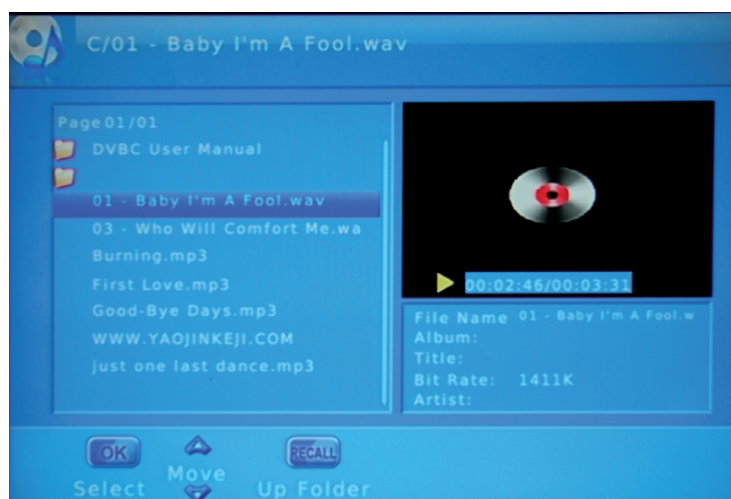 C/01 - Baby I'm A Fool.wav
Page 01/01
DVBC User Manual
01 - Baby I'm A Fool.wav
03 - Who Will Comfort Me.wa
Burning.mp3
First Love.mp3
Good-Bye Days.mp3
WWW.YAOJINKEJI.COM
just one last dance.mp3
00:02:46/00:03:31
File Name 01 - Baby I'm A Fool.w
Album:
Title:
Bit Rate: 1411K
Artist:
OK
Select
Move
RECALL
Up Folder